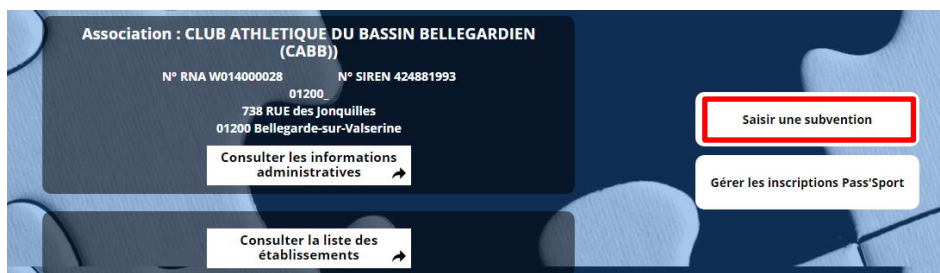 Association : CLUB ATHLETIQUE DU BASSIN BELLEGARDIEN
(CABB))
N° RNA W014000028 N° SIREN 424881993
01200_
738 RUE des Jonquilles
01200 Bellegarde-sur-Valserine
Consulter les informations
administratives
Saisir une subvention
Gérer les inscriptions Pass'Sport
Consulter la liste des
établissements